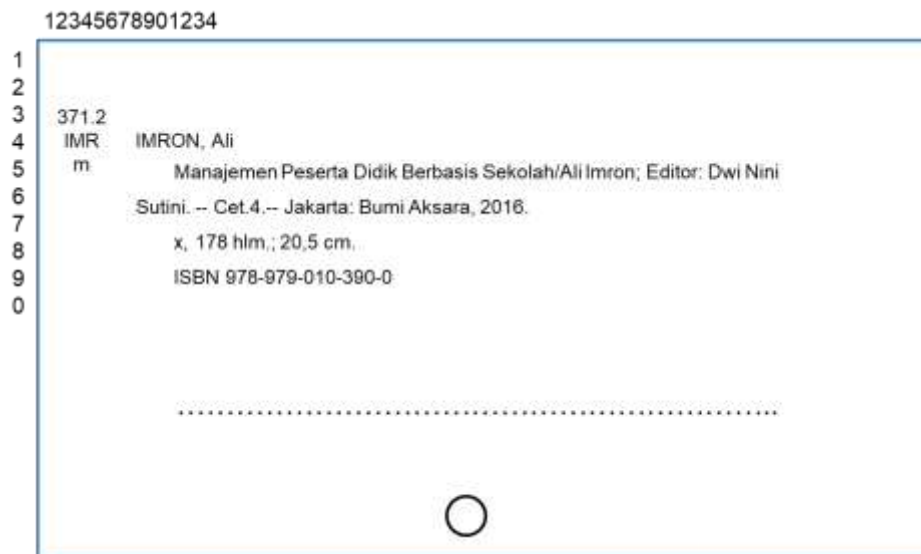 12345678901234
1
2
3 371.2
4 IMR IMRON, Ali
5 m Manajemen Peserta Didik Berbasis Sekolah/Ali Imron; Editor: Dwi Nini
6 Sutini. -- Cet.4.-- Jakarta: Bumi Aksara, 2016.
7
8 x, 178 hlm.; 20,5 cm.
9 ISBN 978-979-010-390-0
0